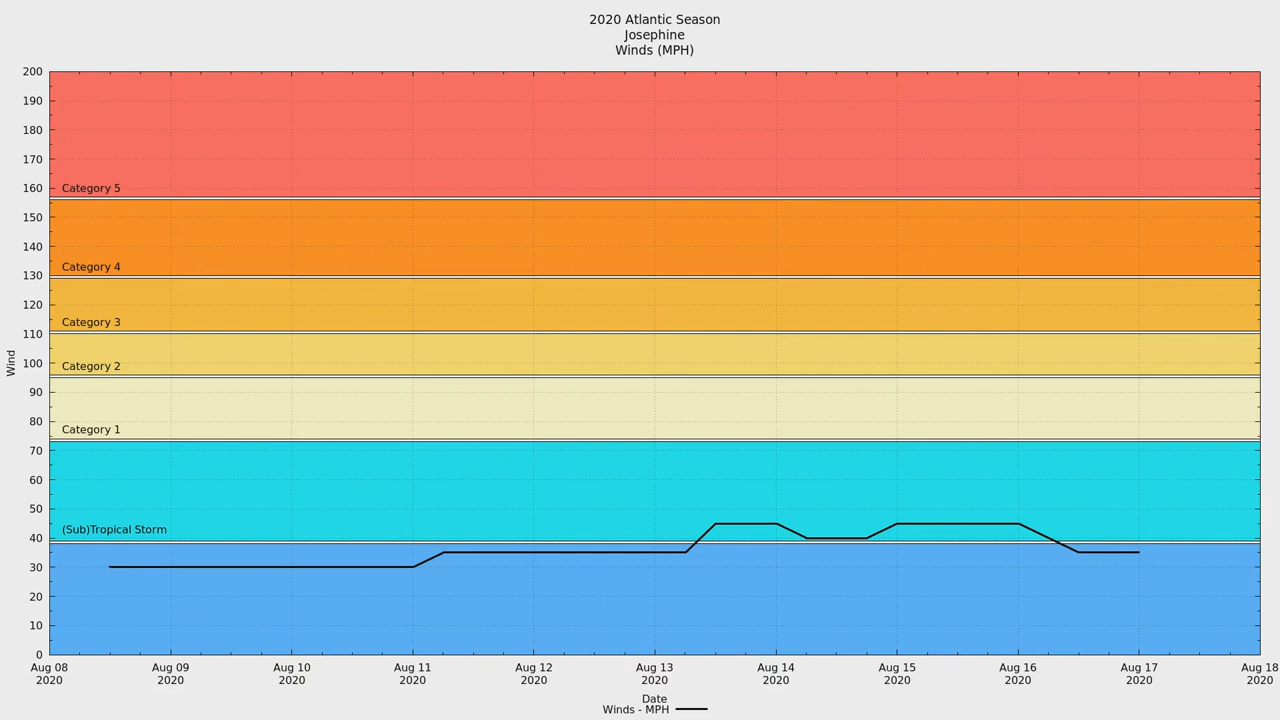 2020 Atlantic Season
Josephine
Winds (MPH)
200
190
180
170
160
150
140
130
120
110
100
90
80
70
60
50
40
30
20
10
0
Wind
Category 5
Category 4
Category 3
Category 2
Category 1
(Sub)Tropical Storm
Aug 08 Aug 09 Aug 10 Aug 11 Aug 12 Aug 13 Aug 14 Aug 15 Aug 16 Aug 17 Aug 18
2020 2020 2020 2020 2020 2020 2020 2020 2020 2020 2020
Date
Winds - MPH